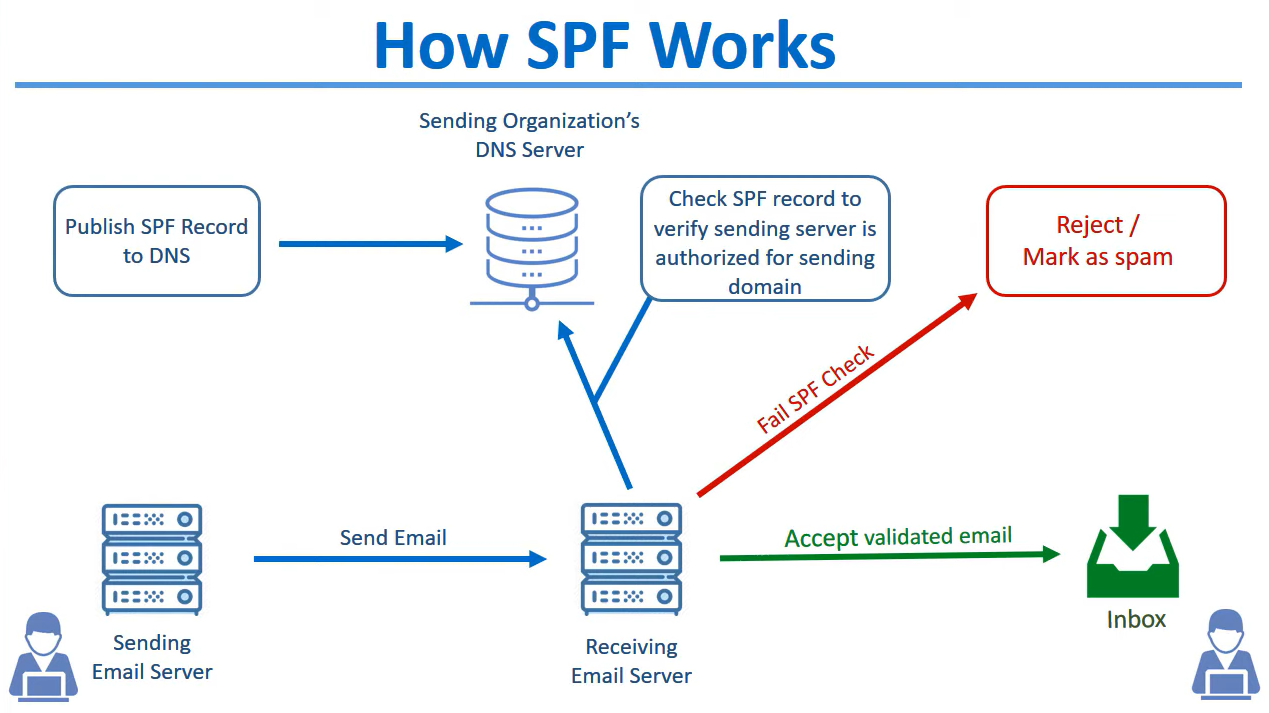 How SPF Works
Sending Organization's
DNS Server
Publish SPF Record
to DNS
Check SPF record to
verify sending server is
authorized for sending
domain
Reject /
Mark as spam
Fail SPF Check
Send Email
Accept validated email
Sending
Email Server
Receiving
Email Server
Inbox